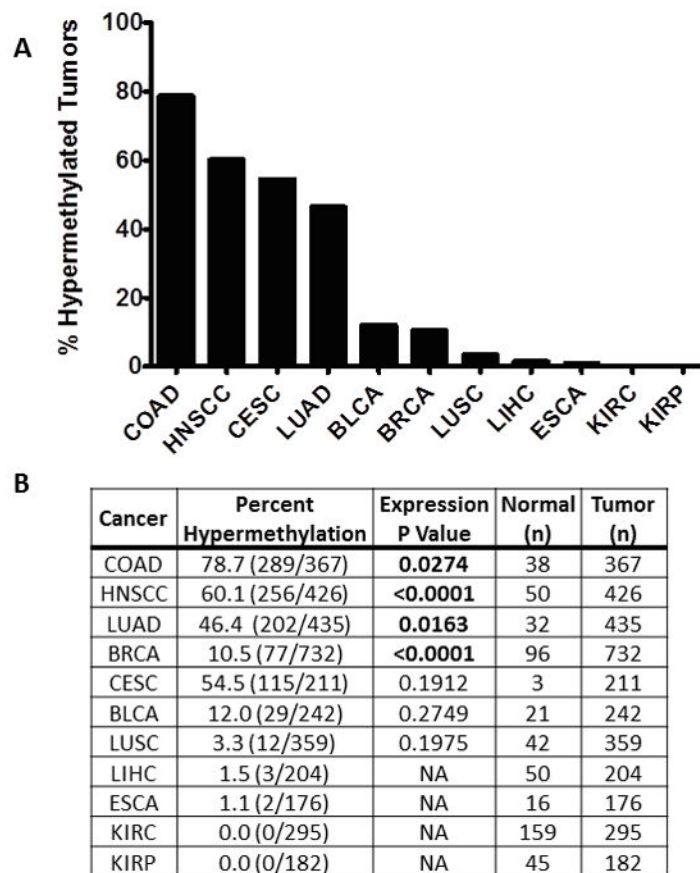 A
% Hypermethylated Tumors
100
80
60
40
20
0
COAD HNSCC CESC LUAD BLCA BRCA LUSC LIHC ESCA KIRC KIRP
B
Cancer Percent Hypermethylation Expression P Value Normal (n) Tumor (n)
COAD 78.7 (289/367) 0.0274 38 367
HNSCC 60.1 (256/426) <0.0001 50 426
LUAD 46.4 (202/435) 0.0163 32 435
BRCA 10.5 (77/732) <0.0001 96 732
CESC 54.5 (115/211) 0.1912 3 211
BLCA 12.0 (29/242) 0.2749 21 242
LUSC 3.3 (12/359) 0.1975 42 359
LIHC 1.5 (3/204) NA 50 204
ESCA 1.1 (2/176) NA 16 176
KIRC 0.0 (0/295) NA 159 295
KIRP 0.0 (0/182) NA 45 182